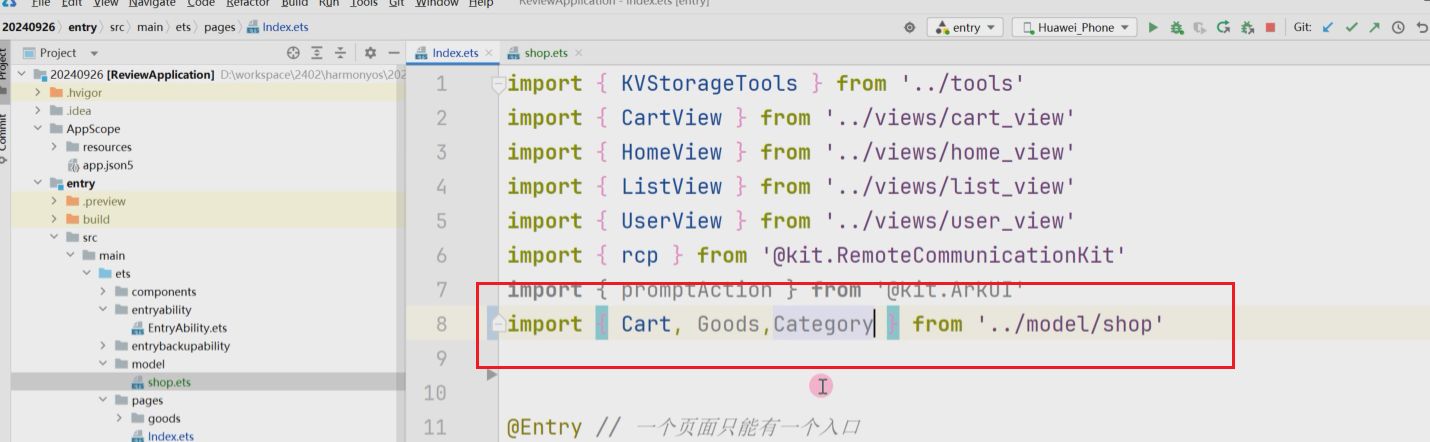 File Edit View Navigate Code Refactor Build Run Tools Git Window Help ReviewApplication - Index.ets [entry]
20240926 entry src main ets pages Index.ets entry Huawei_Phone Git:
Project
Commit
Project
20240926 [ReviewApplication] D:\workspace\2402\harmonyos\202
.hvigor
.idea
AppScope
resources
app.json5
entry
.preview
build
src
main
ets
components
entryability
EntryAbility.ets
entrybackupability
model
shop.ets
pages
goods
Index.ets
Index.ets shop.ets
1 import { KVStorageTools } from '../tools'
2 import { CartView } from '../views/cart_view'
3 import { HomeView } from '../views/home_view'
4 import { ListView } from '../views/list_view'
5 import { UserView } from '../views/user_view'
6 import { rcp } from '@kit.RemoteCommunicationKit'
7 import { promptAction } from '@kit.ArkUI'
8 import { Cart, Goods,Category } from '../model/shop'
9
10
11 @Entry // 一个页面只能有一个入口